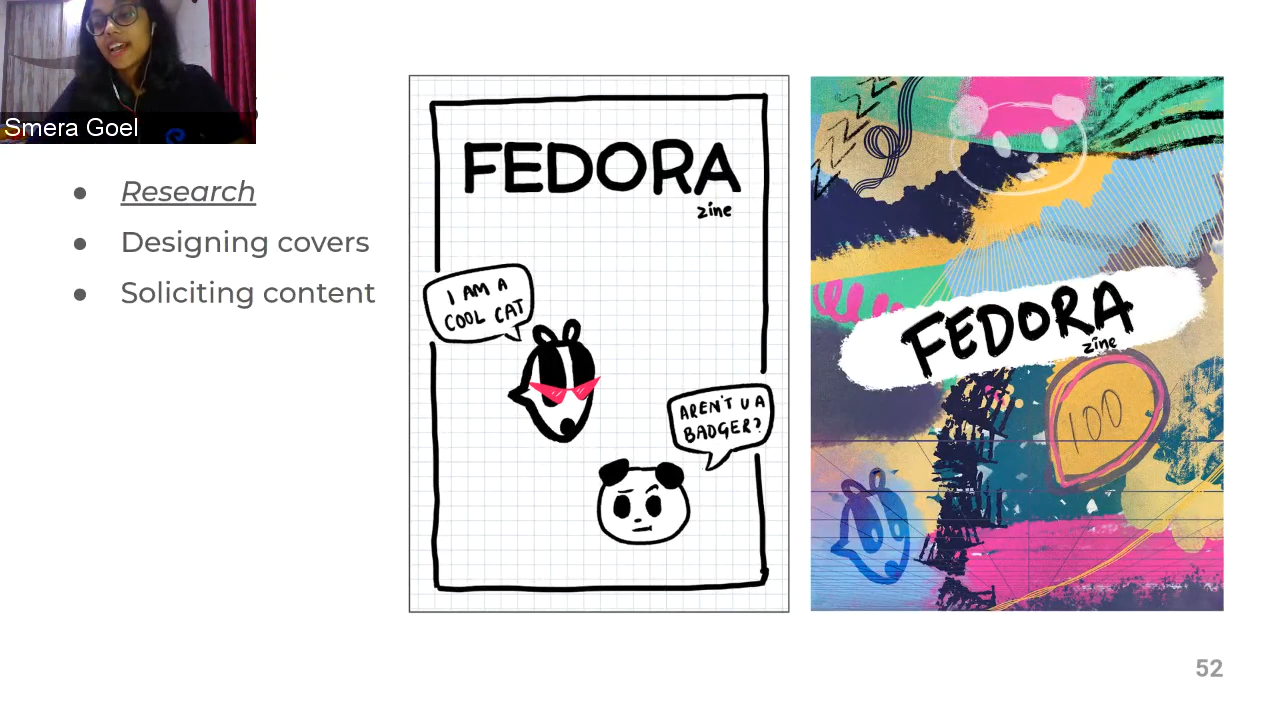 Smera Goel
Research
Designing covers
Soliciting content
FEDORA
zine
I AM A
COOL CAT
AREN'T U A
BADGER?
FEDORA
zine
100
52